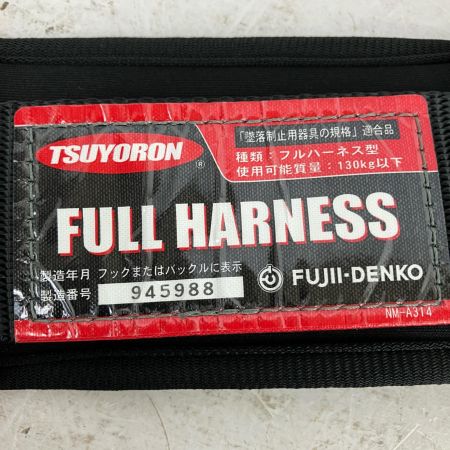 「墜落制止用器具の規格」適合品
TSUYORON®
種類：フルハーネス型
使用可能質量：130kg以下
FULL HARNESS
製造年月 フックまたはバックルに表示
製造番号 945988
FUJII-DENKO
NM-A314